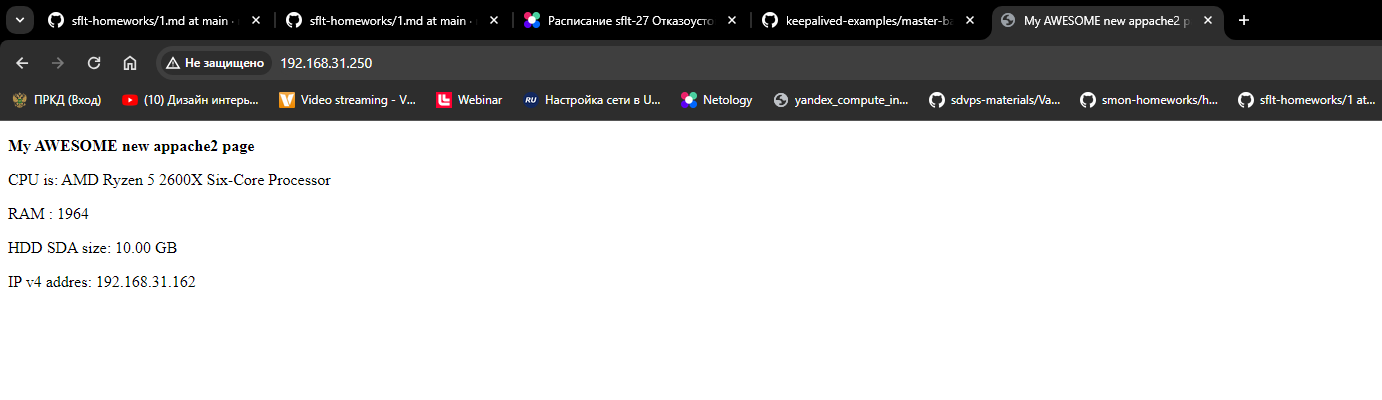 sflt-homeworks/1.md at main ·
sflt-homeworks/1.md at main ·
Расписание sflt-27 Отказоусто
keepalived-examples/master-ba
My AWESOME new appache2 p
Не защищено 192.168.31.250
ПРКД (Вход)
(10) Дизайн интерь...
Video streaming - V...
Webinar
RU Настройка сети в U...
Netology
yandex_compute_in...
sdvps-materials/Va...
smon-homeworks/h...
sflt-homeworks/1 at...
My AWESOME new appache2 page
CPU is: AMD Ryzen 5 2600X Six-Core Processor
RAM : 1964
HDD SDA size: 10.00 GB
IP v4 addres: 192.168.31.162